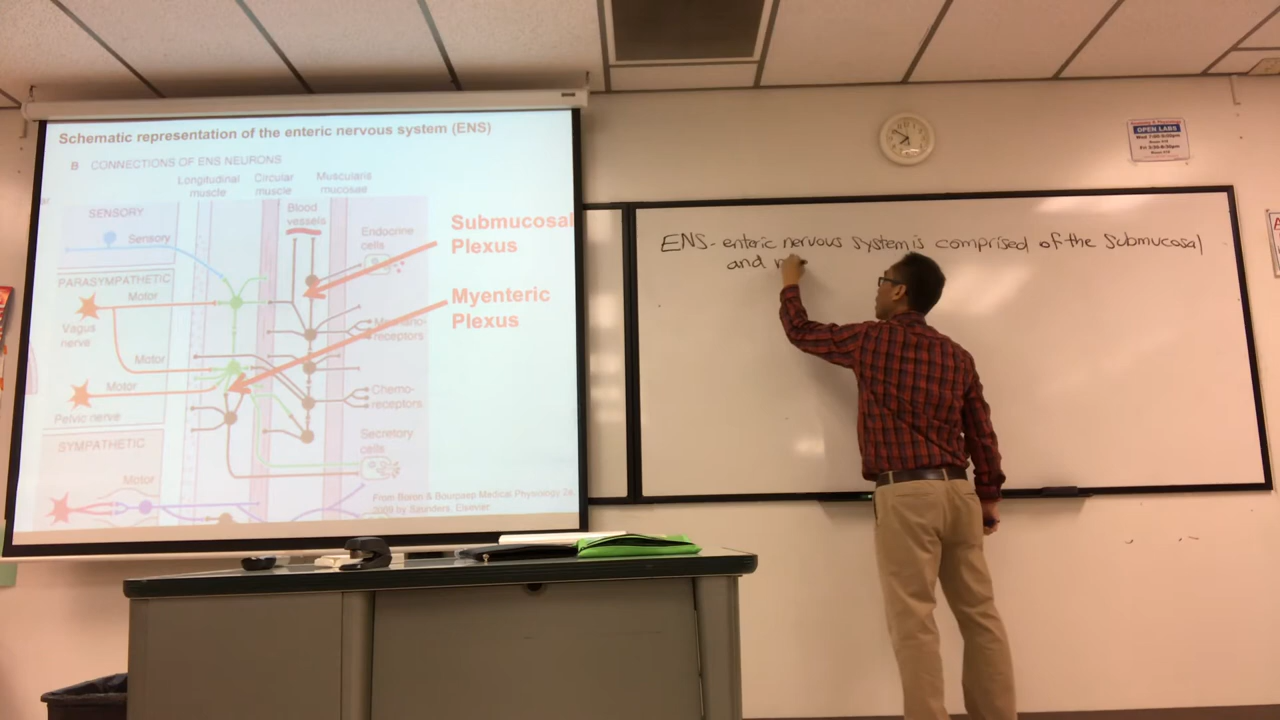 Schematic representation of the enteric nervous system (ENS)
B CONNECTIONS OF ENS NEURONS
Longitudinal muscle
Circular muscle
Muscularis mucosae
Blood vessels
SENSORY
Sensory
Submucosal
Plexus
Endocrine
cells
PARASYMPATHETIC
Motor
Vagus
nerve
Myenteric
Plexus
receptors
Motor
Motor
Pelvic nerve
Chemo-
receptors
SYMPATHETIC
Motor
Secretory
cells
From Boron & Boulpaep Medical Physiology 2e,
2009 by Saunders, Elsevier
ENS- enteric nervous system is comprised of the Submucosal
and
OPEN LABS